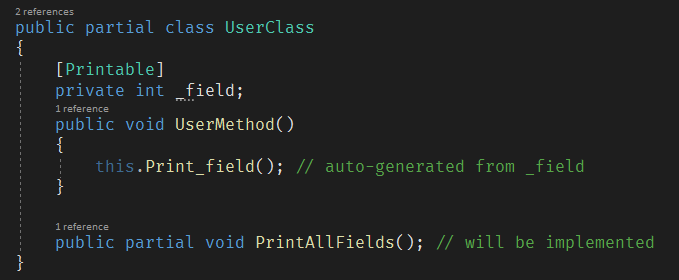 2 references
public partial class UserClass
{
[Printable]
private int _field;
1 reference
public void UserMethod()
{
this.Print_field(); // auto-generated from _field
}
1 reference
public partial void PrintAllFields(); // will be implemented
}